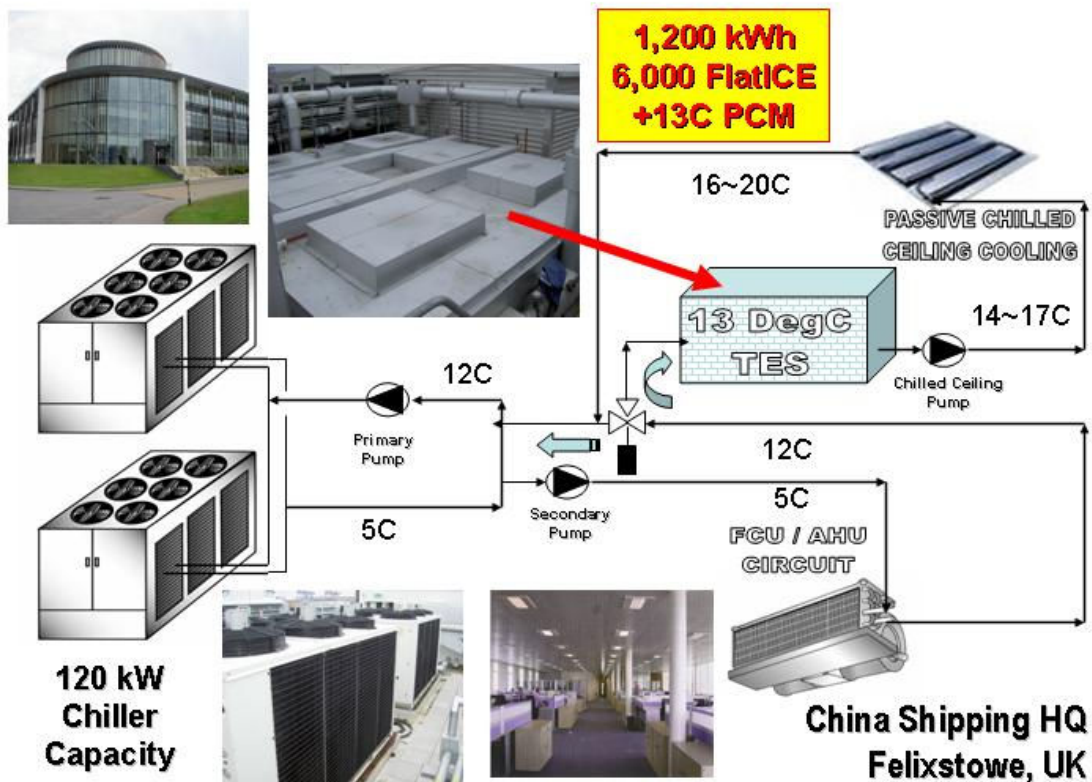 1,200 kWh
6,000 FlatICE
+13C PCM
16~20C
PASSIVE CHILLED
CEILING COOLING
13 DegC
TES
14~17C
Chilled Ceiling
Pump
12C
Primary
Pump
12C
5C
Secondary
Pump
5C
FCU / AHU
CIRCUIT
120 kW
Chiller
Capacity
China Shipping HQ
Felixstowe, UK